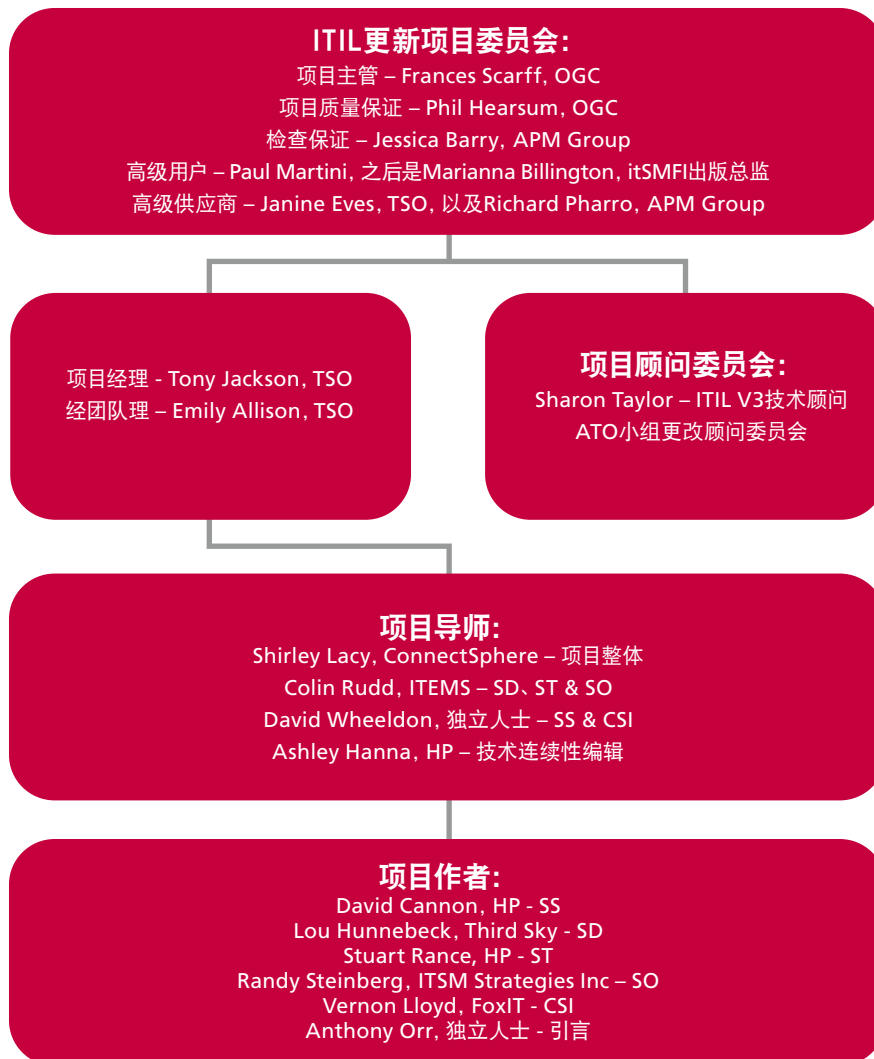 ITIL更新项目委员会:
项目主管 – Frances Scarff, OGC
项目质量保证 – Phil Hearsum, OGC
检查保证 – Jessica Barry, APM Group
高级用户 – Paul Martini, 之后是Marianna Billington, itSMFI出版总监
高级供应商 – Janine Eves, TSO, 以及Richard Pharro, APM Group
项目经理 - Tony Jackson, TSO
经团队理 – Emily Allison, TSO
项目顾问委员会:
Sharon Taylor – ITIL V3技术顾问
ATO小组更改顾问委员会
项目导师:
Shirley Lacy, ConnectSphere – 项目整体
Colin Rudd, ITEMS – SD、ST & SO
David Wheeldon, 独立人士 – SS & CSI
Ashley Hanna, HP – 技术连续性编辑
项目作者:
David Cannon, HP - SS
Lou Hunnebeck, Third Sky - SD
Stuart Rance, HP - ST
Randy Steinberg, ITSM Strategies Inc – SO
Vernon Lloyd, FoxIT - CSI
Anthony Orr, 独立人士 - 引言